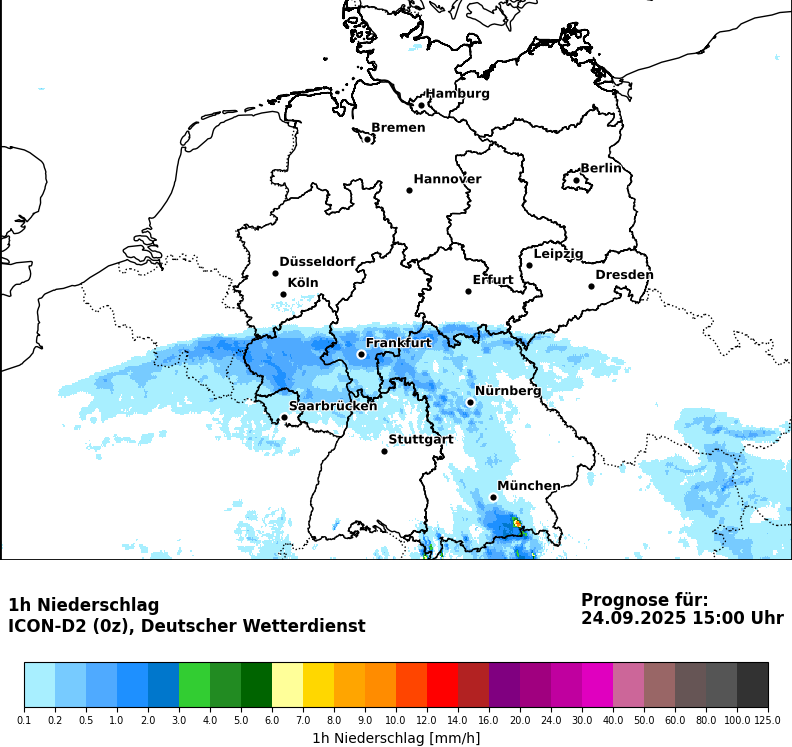 Hamburg
Bremen
Berlin
Hannover
Leipzig
Düsseldorf
Dresden
Köln
Erfurt
Frankfurt
Nürnberg
Saarbrücken
Stuttgart
München
1h Niederschlag
ICON-D2 (0z), Deutscher Wetterdienst
Prognose für:
24.09.2025 15:00 Uhr
0.1 0.2 0.5 1.0 2.0 3.0 4.0 5.0 6.0 7.0 8.0 9.0 10.0 12.0 14.0 16.0 20.0 24.0 30.0 40.0 50.0 60.0 80.0 100.0 125.0
1h Niederschlag [mm/h]